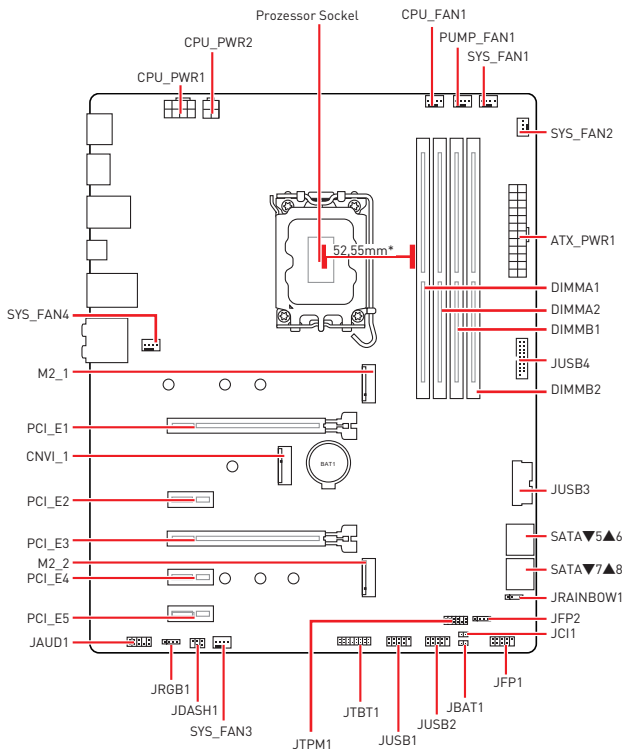 Prozessor Sockel
CPU_FAN1
PUMP_FAN1
SYS_FAN1
CPU_PWR2
CPU_PWR1
SYS_FAN2
52,55mm*
ATX_PWR1
DIMMA1
DIMMA2
SYS_FAN4
DIMMB1
JUSB4
M2_1
DIMMB2
PCI_E1
CNVI_1
BAT1
PCI_E2
JUSB3
PCI_E3
SATA▼5▲6
M2_2
SATA▼7▲8
PCI_E4
JRAINBOW1
PCI_E5
JFP2
JCI1
JAUD1
JRGB1
JDASH1
SYS_FAN3
JTBT1
JTPM1
JUSB1
JUSB2
JBAT1
JFP1